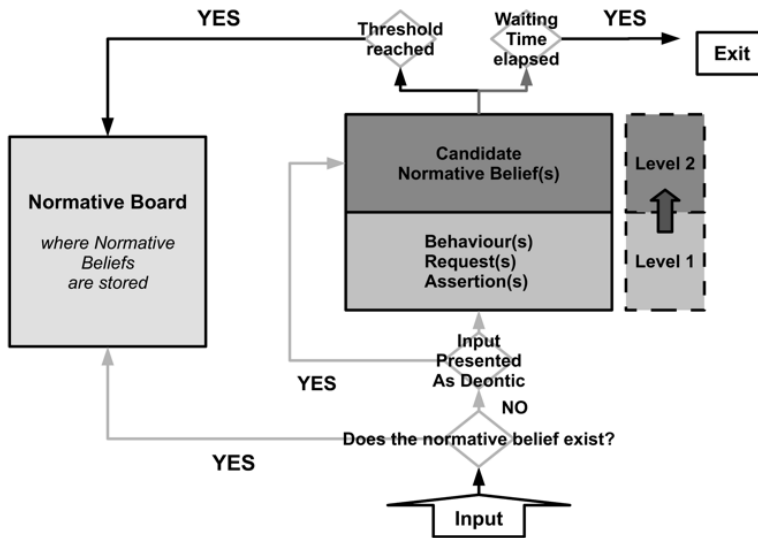 YES
Threshold
reached
Waiting
Time
elapsed
YES
Exit
Candidate
Normative Belief(s)
Level 2
Normative Board
where Normative
Beliefs
are stored
Behaviour(s)
Request(s)
Assertion(s)
Level 1
Input
Presented
As Deontic
YES
NO
Does the normative belief exist?
YES
Input